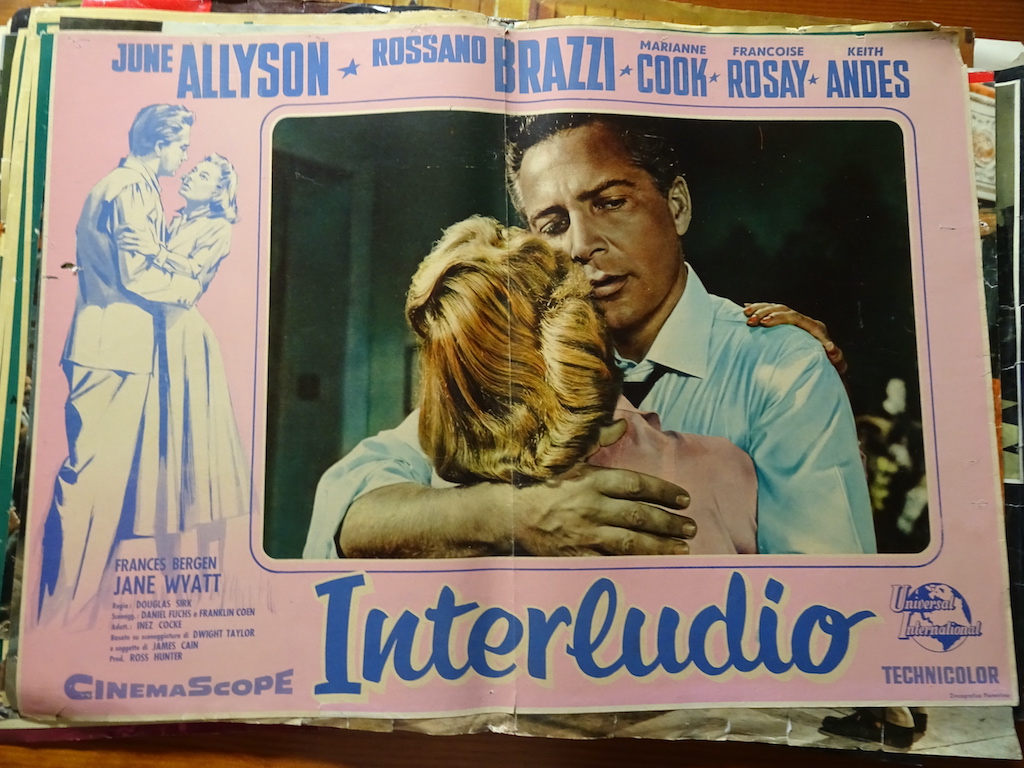 JUNE ALLYSON ★ ROSSANO BRAZZI ★ MARIANNE COOK ★ FRANCOISE ROSAY ★ KEITH ANDES
FRANCES BERGEN
JANE WYATT
Regia: DOUGLAS SIRK
Sceneg.: DANIEL FUCHS e FRANKLIN COEN
Adatt.: INEZ COCKE
Basato su sceneggiatura di DWIGHT TAYLOR
e soggetto di JAMES CAIN
Prod. ROSS HUNTER
CINEMASCOPE
Interludio
Universal
International
TECHNICOLOR